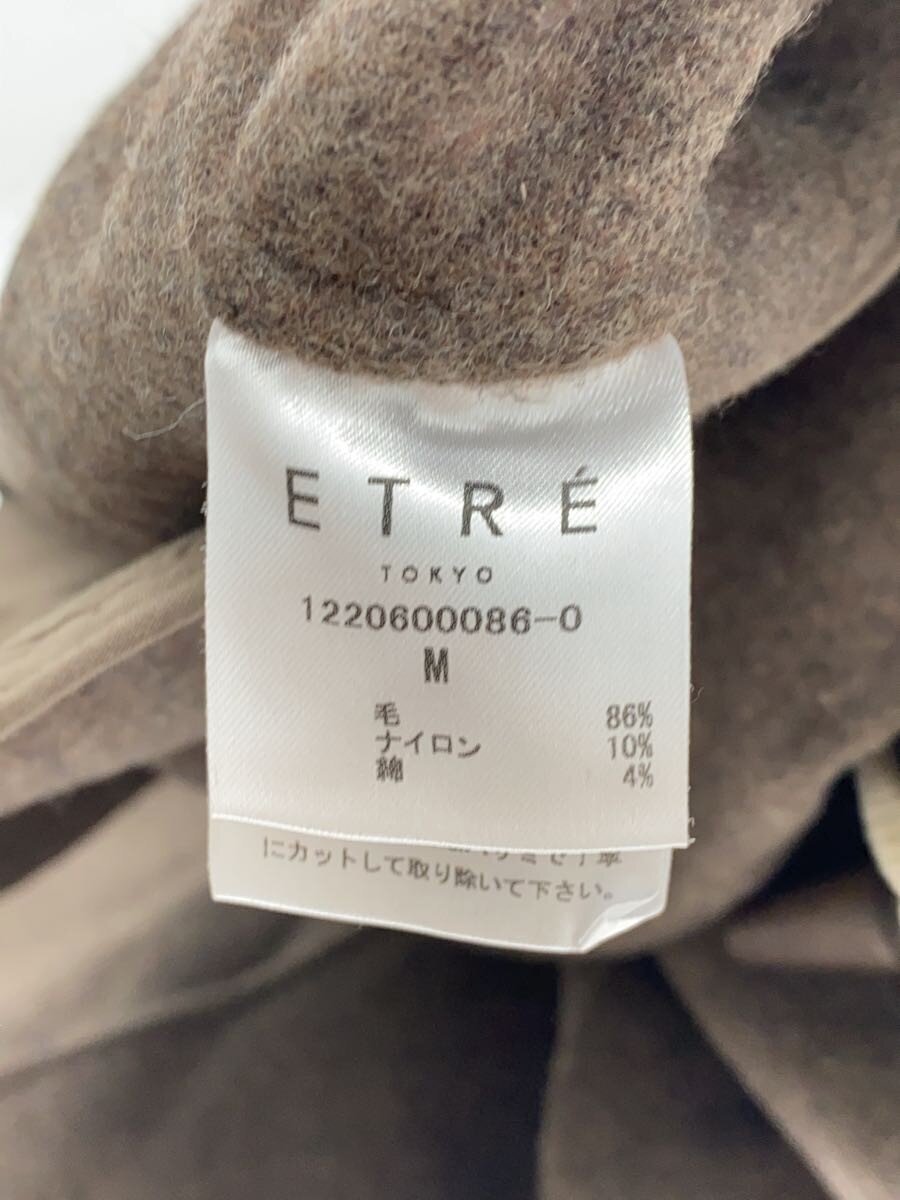 ETRÉ
TOKYO
1220600086-0
M
毛 86%
ナイロン 10%
綿 4%
にカットして取り除いて下さい。